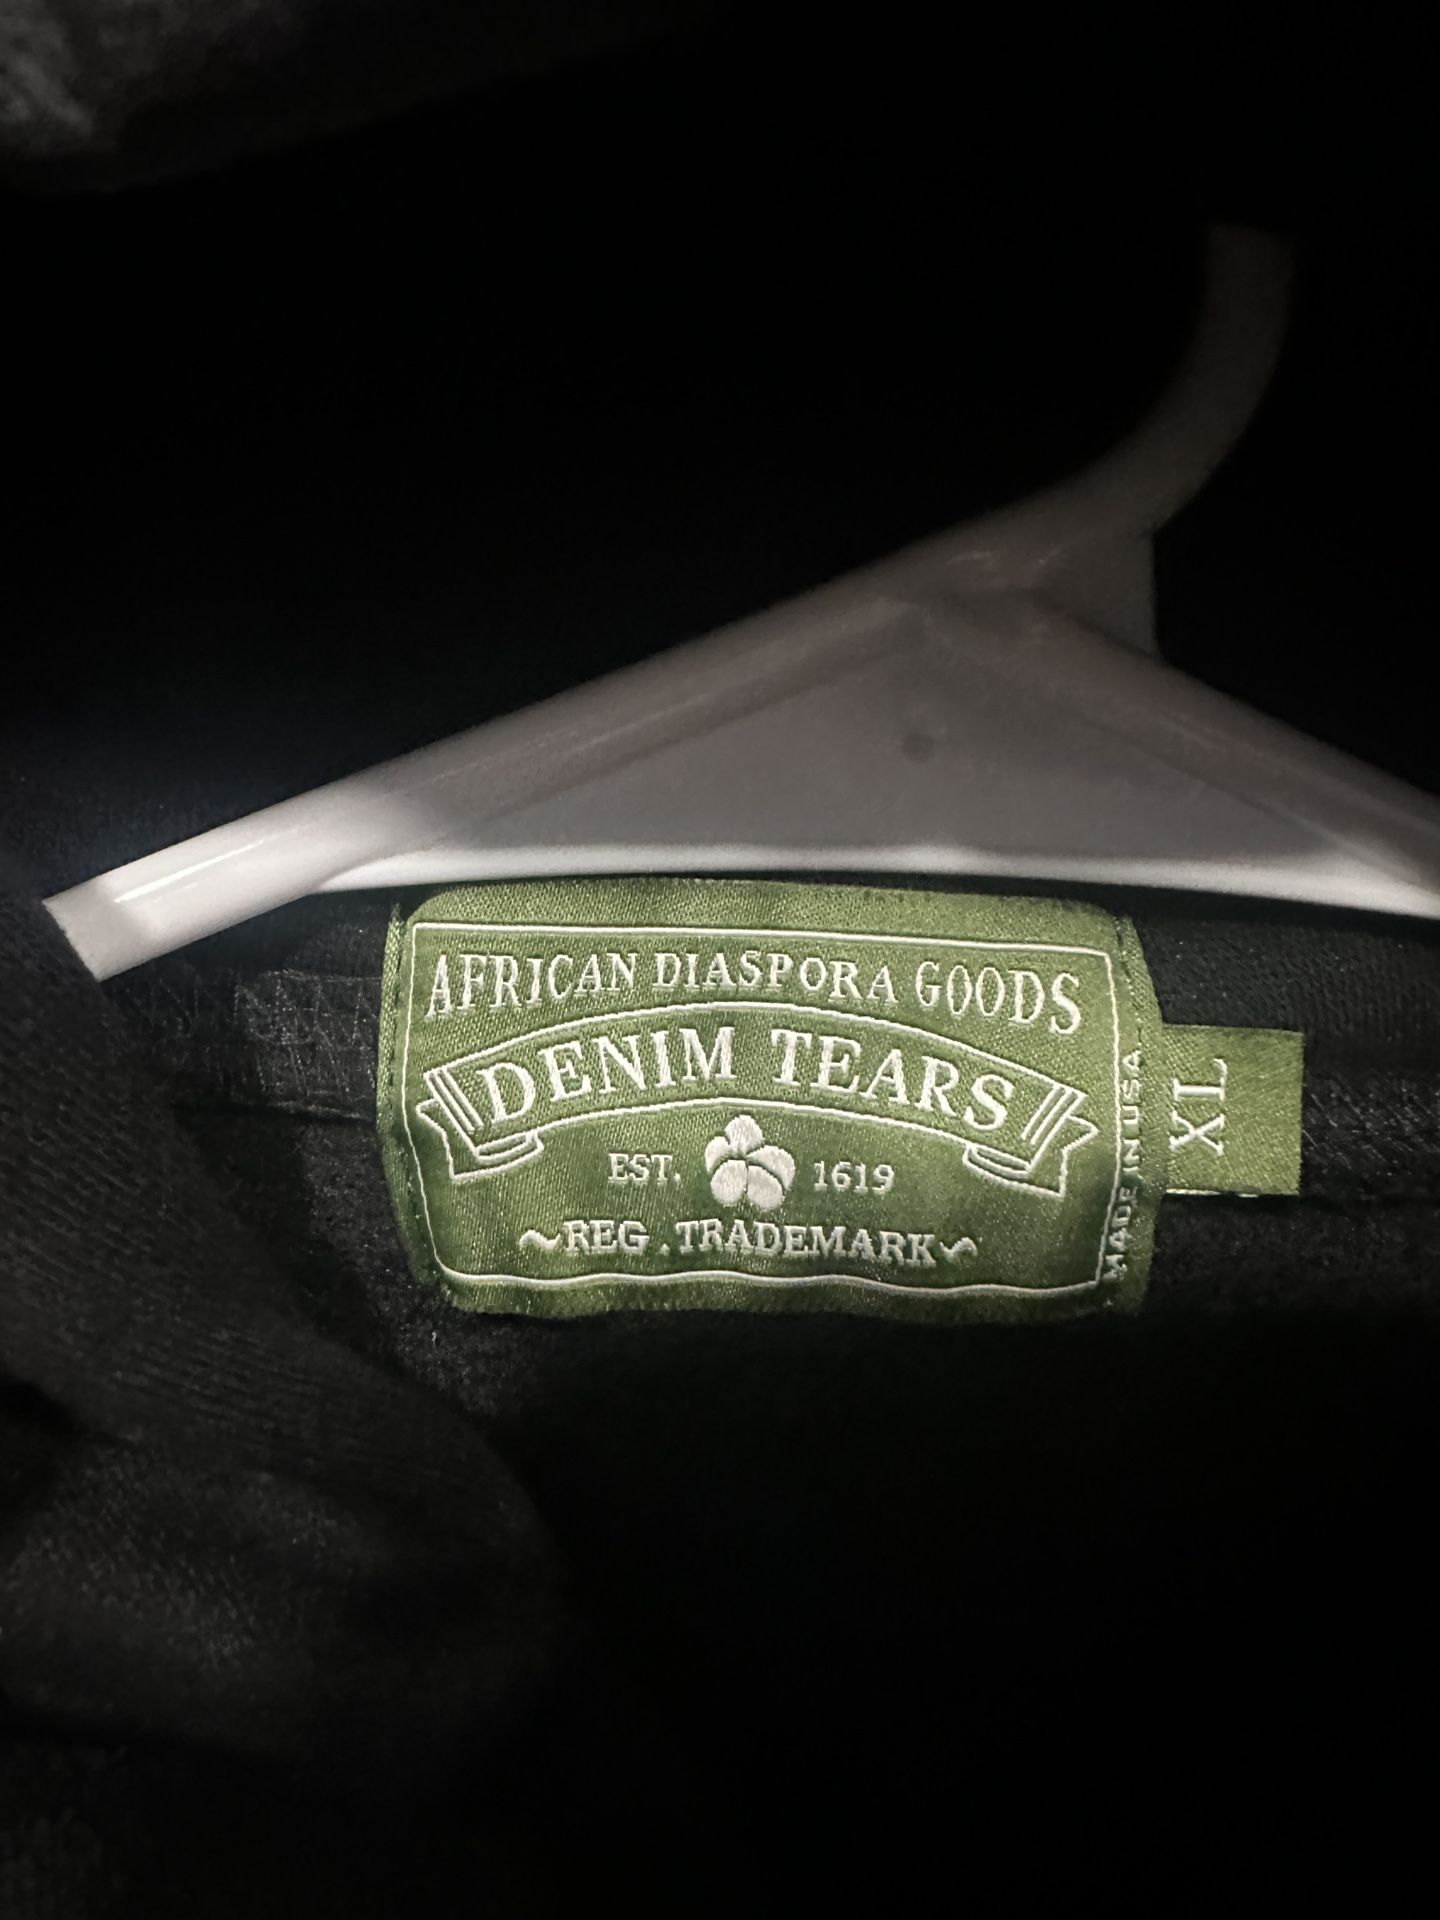 AFRICAN DIASPORA GOODS
DENIM TEARS
EST. 1619
~REG . TRADEMARK~
MADE IN USA
XL